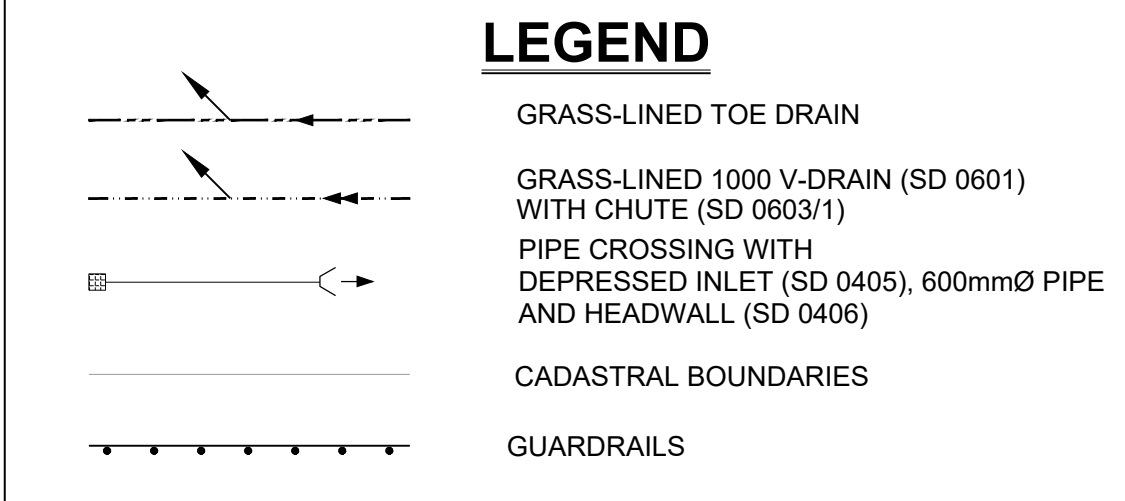 LEGEND
GRASS-LINED TOE DRAIN
GRASS-LINED 1000 V-DRAIN (SD 0601)
WITH CHUTE (SD 0603/1)
PIPE CROSSING WITH
DEPRESSED INLET (SD 0405), 600mmØ PIPE
AND HEADWALL (SD 0406)
CADASTRAL BOUNDARIES
GUARDRAILS